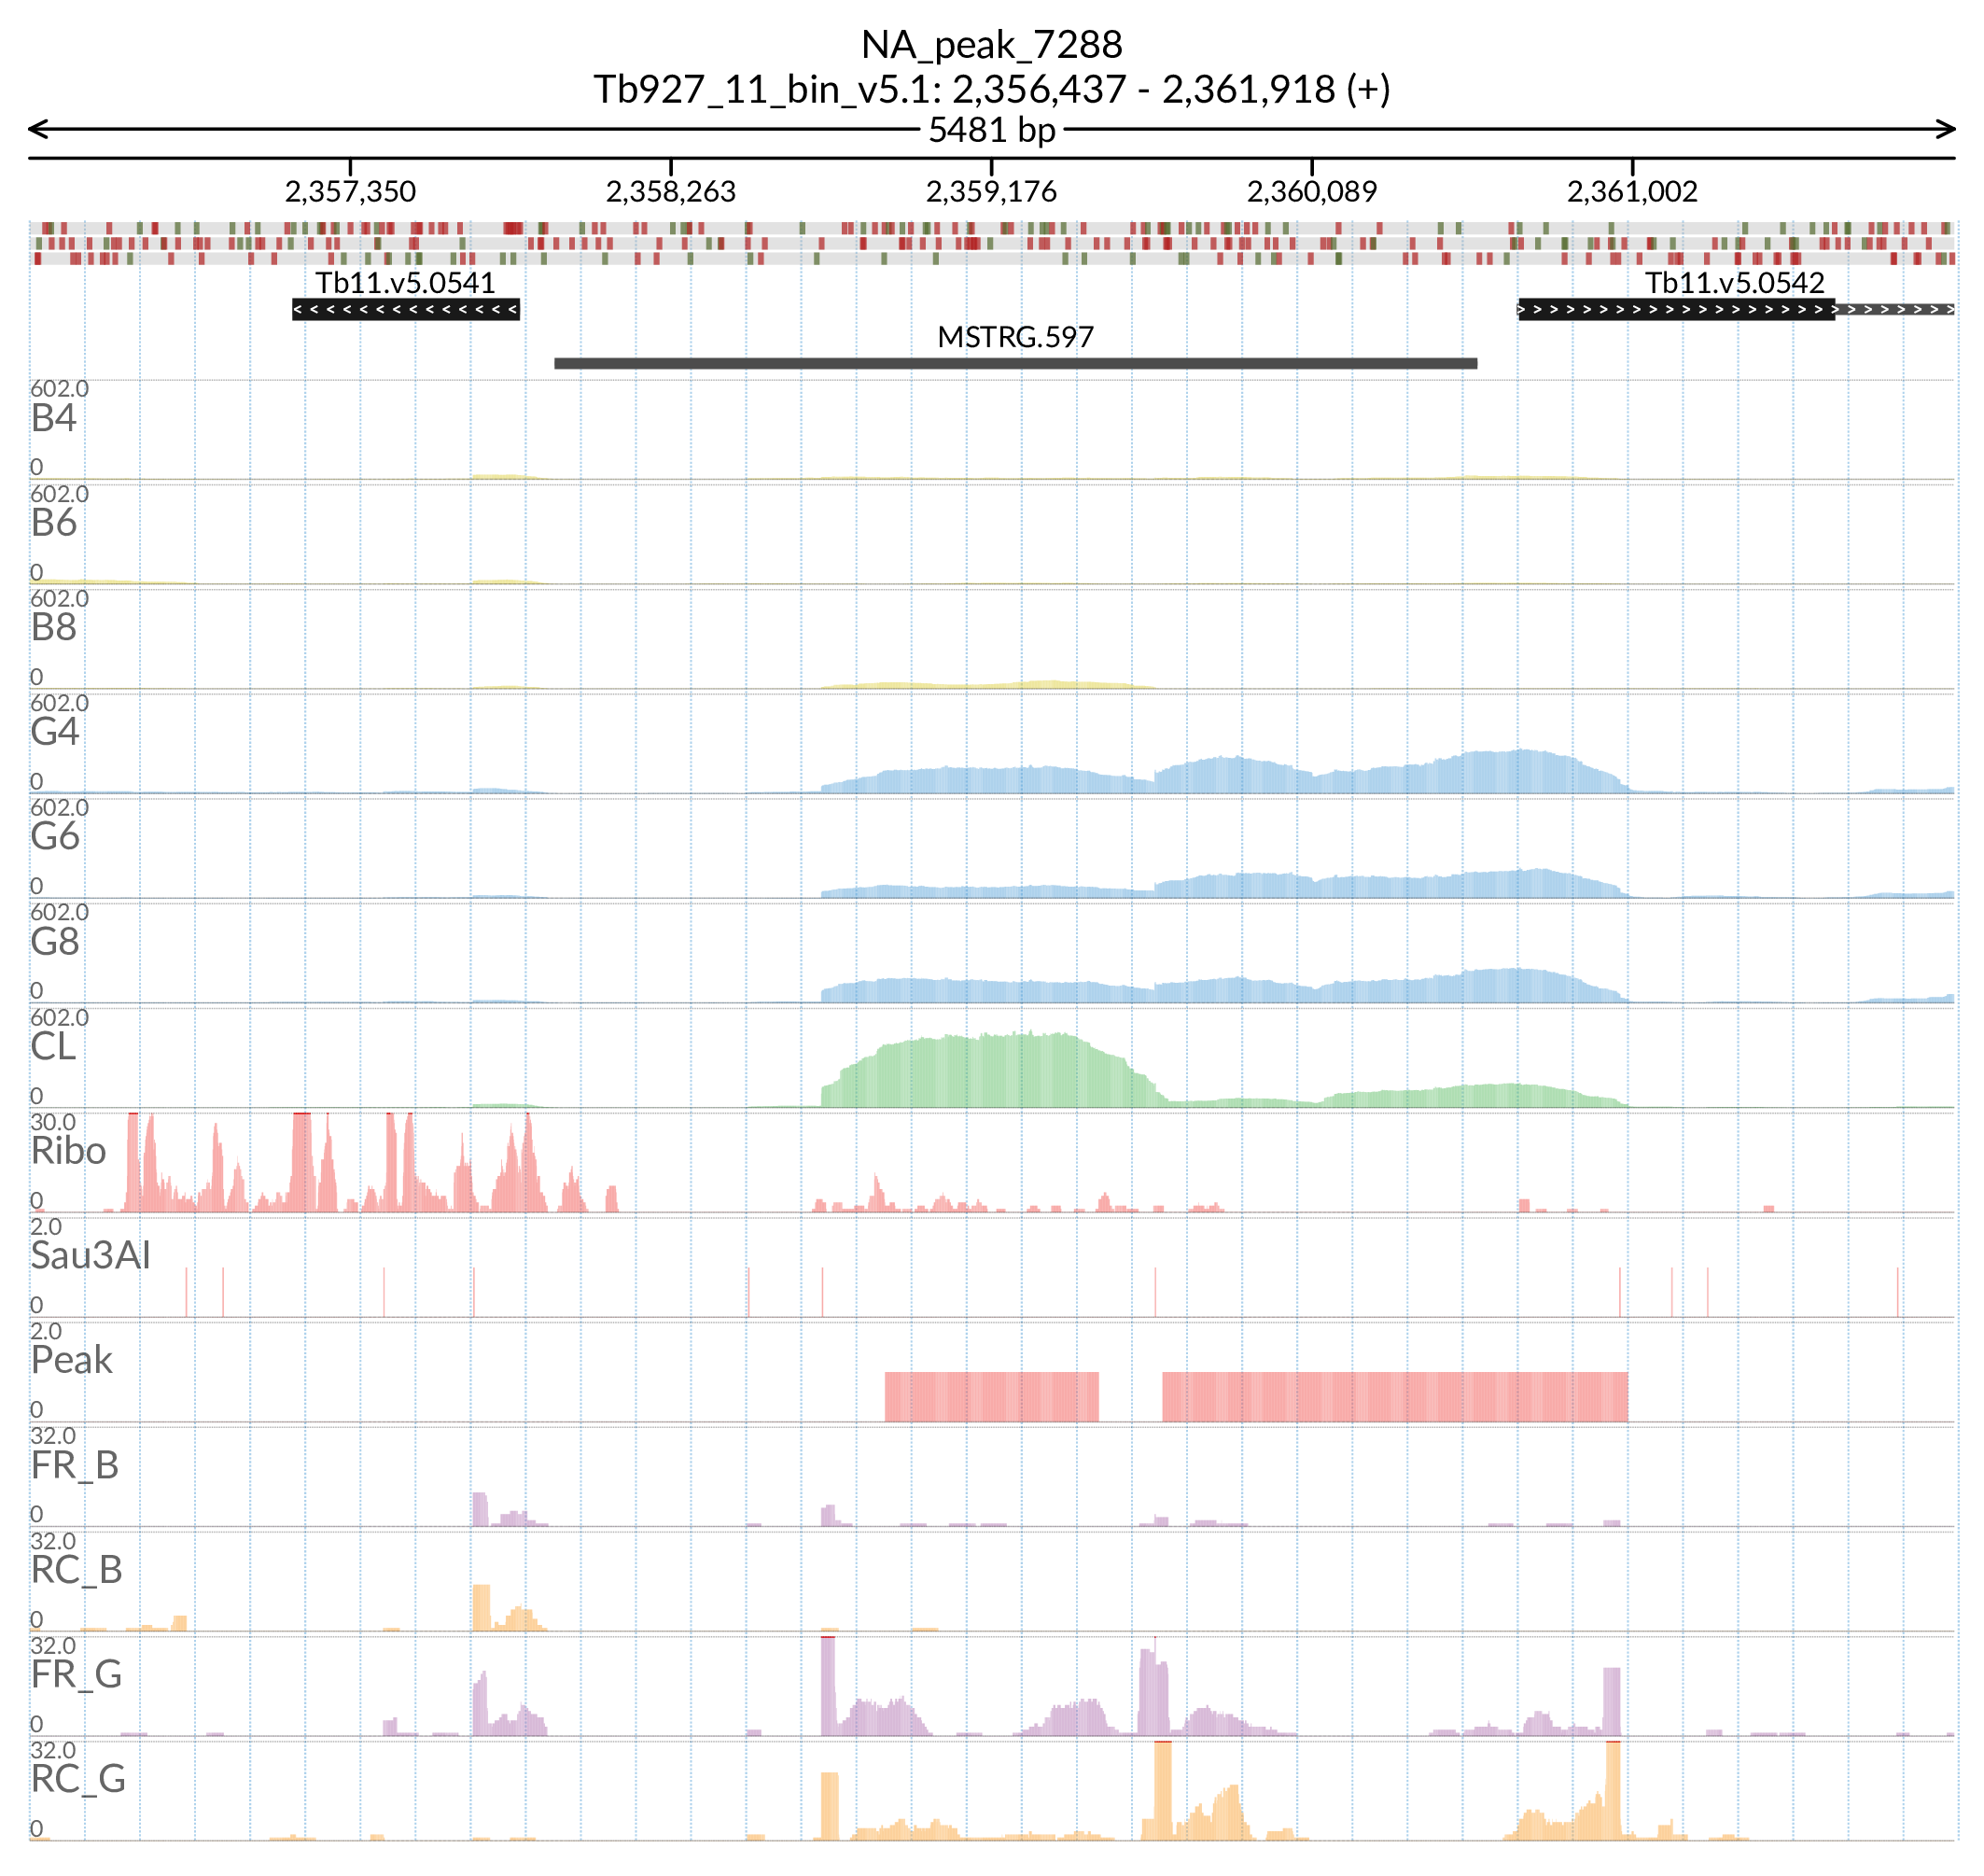 NA_peak_7288
Tb927_11_bin_v5.1: 2,356,437 - 2,361,918 (+)
5481 bp
2,357,350 2,358,263 2,359,176 2,360,089 2,361,002
Tb11.v5.0541 Tb11.v5.0542
MSTRG.597
602.0
B4
0
602.0
B6
0
602.0
B8
0
602.0
G4
0
602.0
G6
0
602.0
G8
0
602.0
CL
0
30.0
Ribo
0
2.0
Sau3AI
0
2.0
Peak
0
32.0
FR_B
0
32.0
RC_B
0
32.0
FR_G
0
32.0
RC_G
0